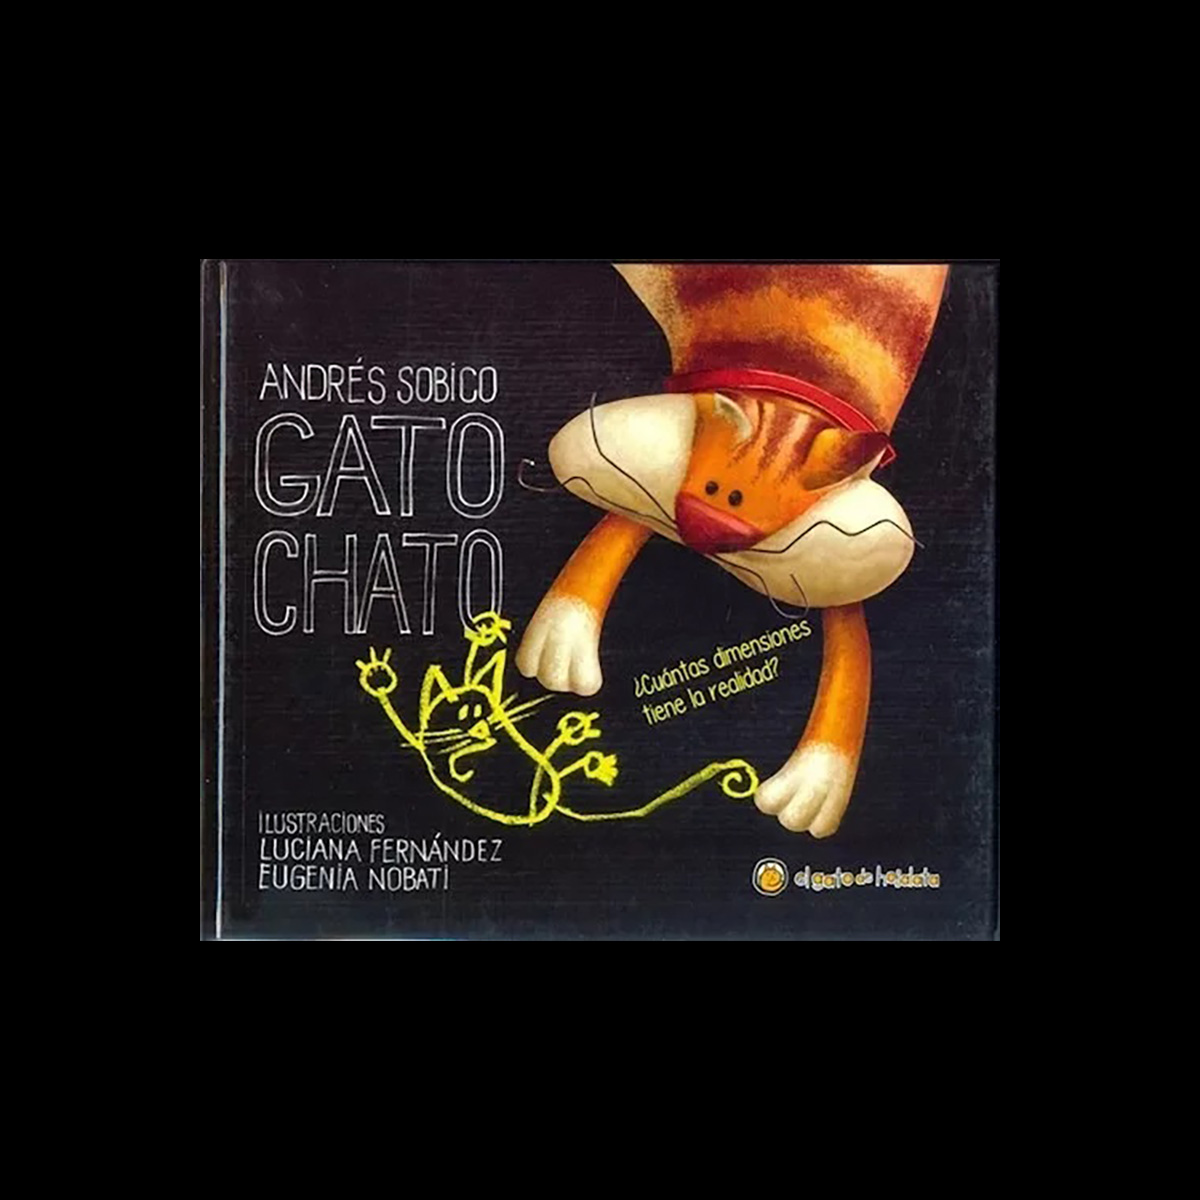 ANDRÉS SOBICO
GATO
CHATO
¿Cuántas dimensiones
tiene la realidad?
ILUSTRACIONES
LUCIANA FERNÁNDEZ
EUGENIA NOBATI
el gato de hojalata